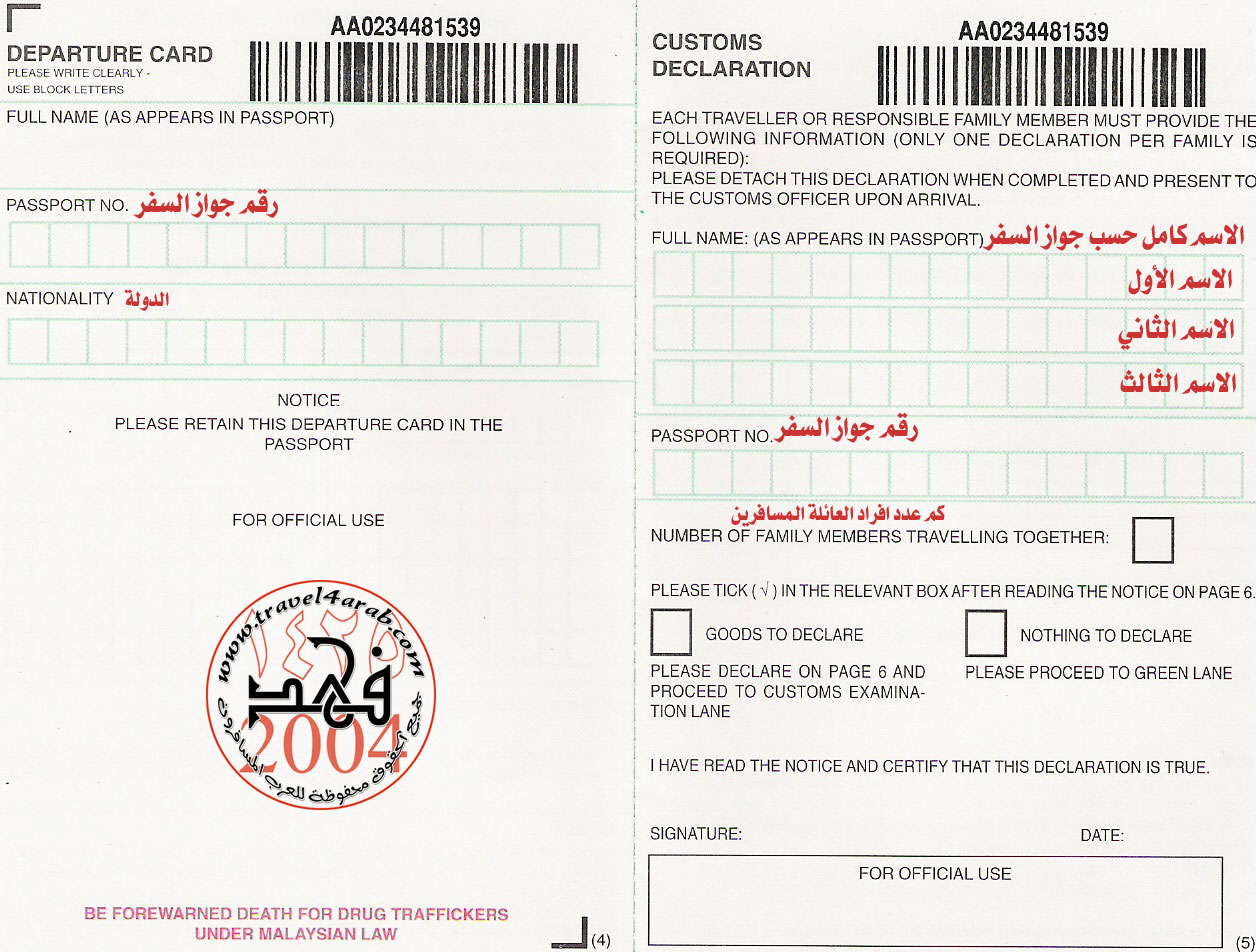 AA0234481539
DEPARTURE CARD
PLEASE WRITE CLEARLY -
USE BLOCK LETTERS
FULL NAME (AS APPEARS IN PASSPORT)
PASSPORT NO. رقم جواز السفر
NATIONALITY الدولة
NOTICE
PLEASE RETAIN THIS DEPARTURE CARD IN THE
PASSPORT
FOR OFFICIAL USE
www.travel4arab.com
فهد
2004
جميع الحقوق محفوظة للعرب المسافرون
BE FOREWARNED DEATH FOR DRUG TRAFFICKERS
UNDER MALAYSIAN LAW
(4)
AA0234481539
CUSTOMS
DECLARATION
EACH TRAVELLER OR RESPONSIBLE FAMILY MEMBER MUST PROVIDE THE
FOLLOWING INFORMATION (ONLY ONE DECLARATION PER FAMILY IS
REQUIRED):
PLEASE DETACH THIS DECLARATION WHEN COMPLETED AND PRESENT TO
THE CUSTOMS OFFICER UPON ARRIVAL.
FULL NAME: (AS APPEARS IN PASSPORT) الاسم كامل حسب جواز السفر
الاسم الأول
الاسم الثاني
الاسم الثالث
PASSPORT NO. رقم جواز السفر
كم عدد افراد العائلة المسافرين
NUMBER OF FAMILY MEMBERS TRAVELLING TOGETHER:
PLEASE TICK (√) IN THE RELEVANT BOX AFTER READING THE NOTICE ON PAGE 6.
GOODS TO DECLARE
PLEASE DECLARE ON PAGE 6 AND
PROCEED TO CUSTOMS EXAMINA-
TION LANE
NOTHING TO DECLARE
PLEASE PROCEED TO GREEN LANE
I HAVE READ THE NOTICE AND CERTIFY THAT THIS DECLARATION IS TRUE.
SIGNATURE: DATE:
FOR OFFICIAL USE
(5)